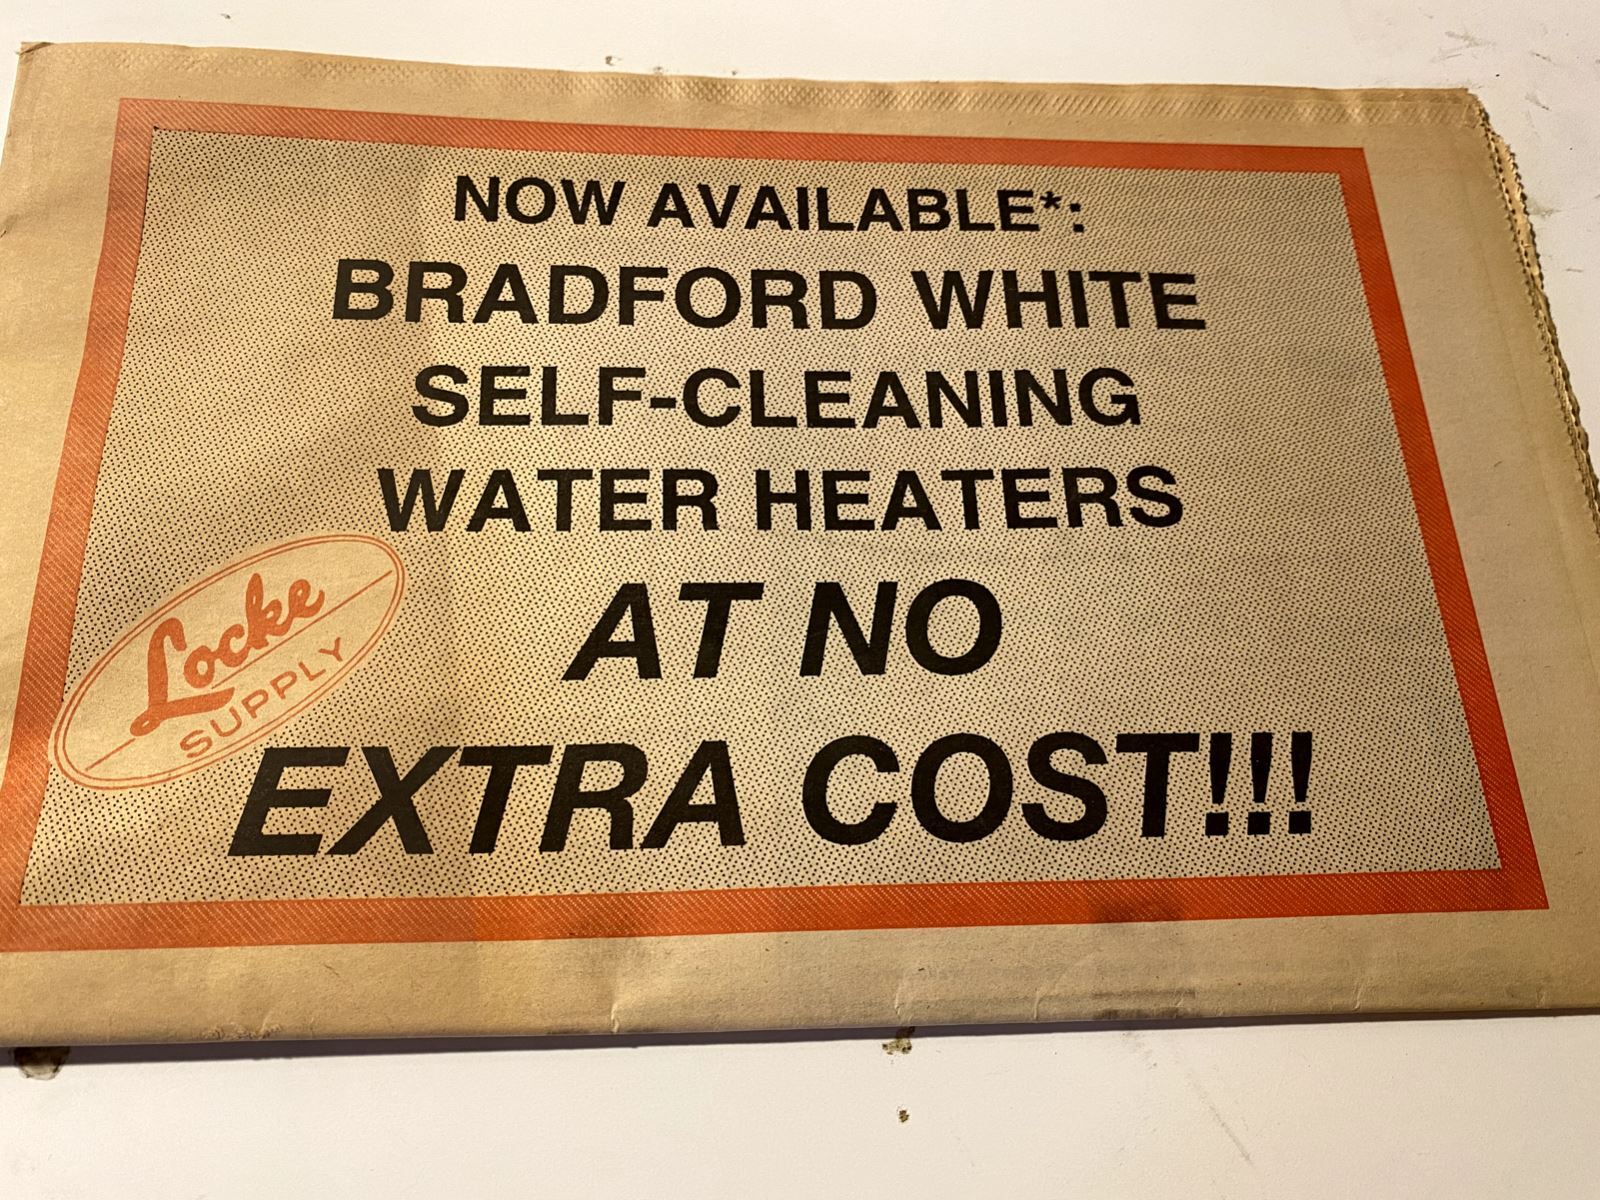 NOW AVAILABLE*:
BRADFORD WHITE
SELF-CLEANING
WATER HEATERS
AT NO
EXTRA COST!!!
Locke
SUPPLY